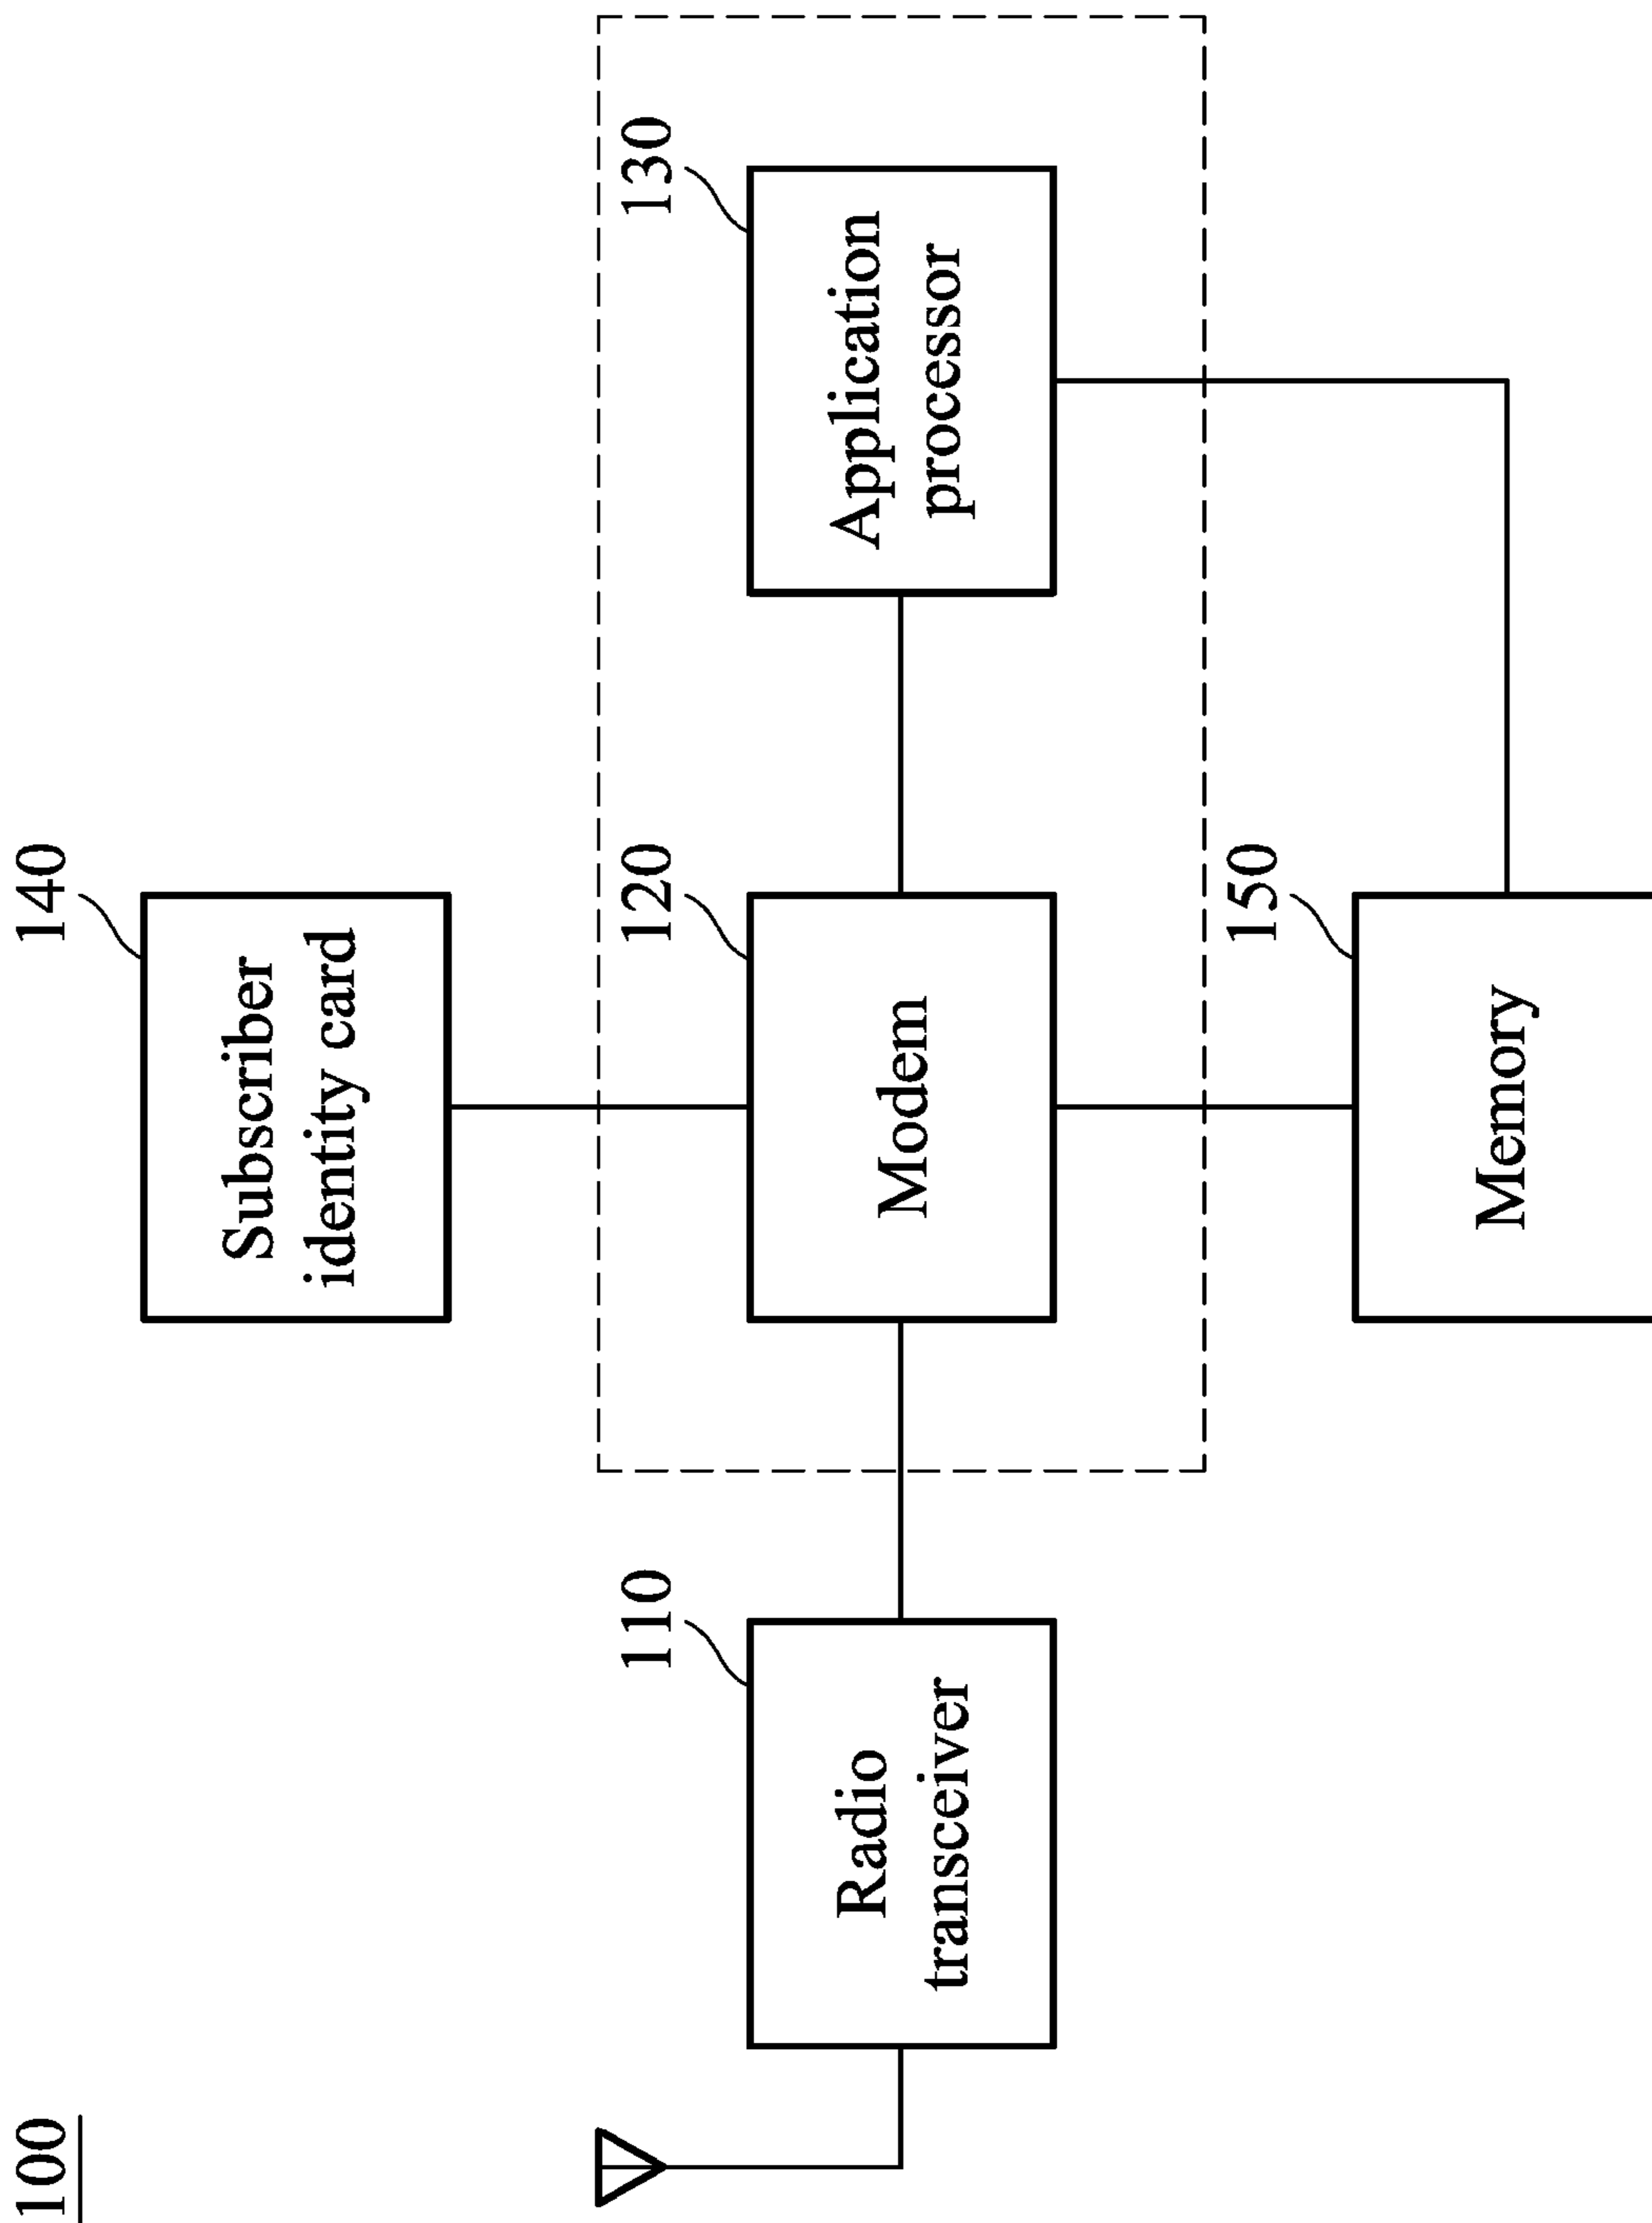 100
140
Subscriber
identity card
110
Radio
transceiver
120
Modem
130
Application
processor
150
Memory